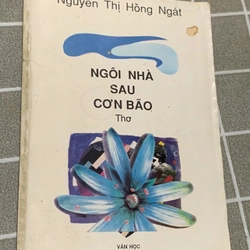 Nguyễn Thị Hồng Ngát
NGÔI NHÀ
SAU
CƠN BÃO
Thơ
VĂN HỌC